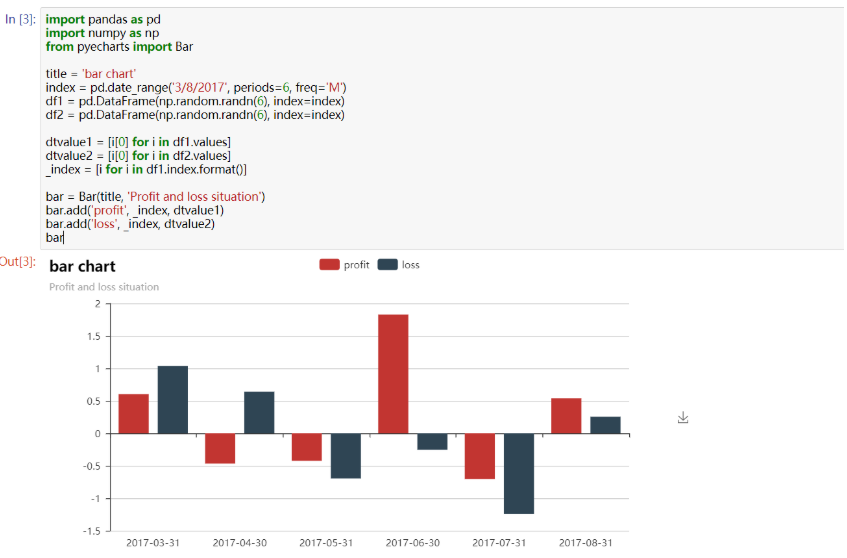 In [3]:
import pandas as pd
import numpy as np
from pyecharts import Bar
title = 'bar chart'
index = pd.date_range('3/8/2017', periods=6, freq='M')
df1 = pd.DataFrame(np.random.randn(6), index=index)
df2 = pd.DataFrame(np.random.randn(6), index=index)
dtvalue1 = [i[0] for i in df1.values]
dtvalue2 = [i[0] for i in df2.values]
_index = [i for i in df1.index.format()]
bar = Bar(title, 'Profit and loss situation')
bar.add('profit', _index, dtvalue1)
bar.add('loss', _index, dtvalue2)
bar
Out[3]:
bar chart
profit loss
Profit and loss situation
2
1.5
1
0.5
0
-0.5
-1
-1.5
2017-03-31 2017-04-30 2017-05-31 2017-06-30 2017-07-31 2017-08-31